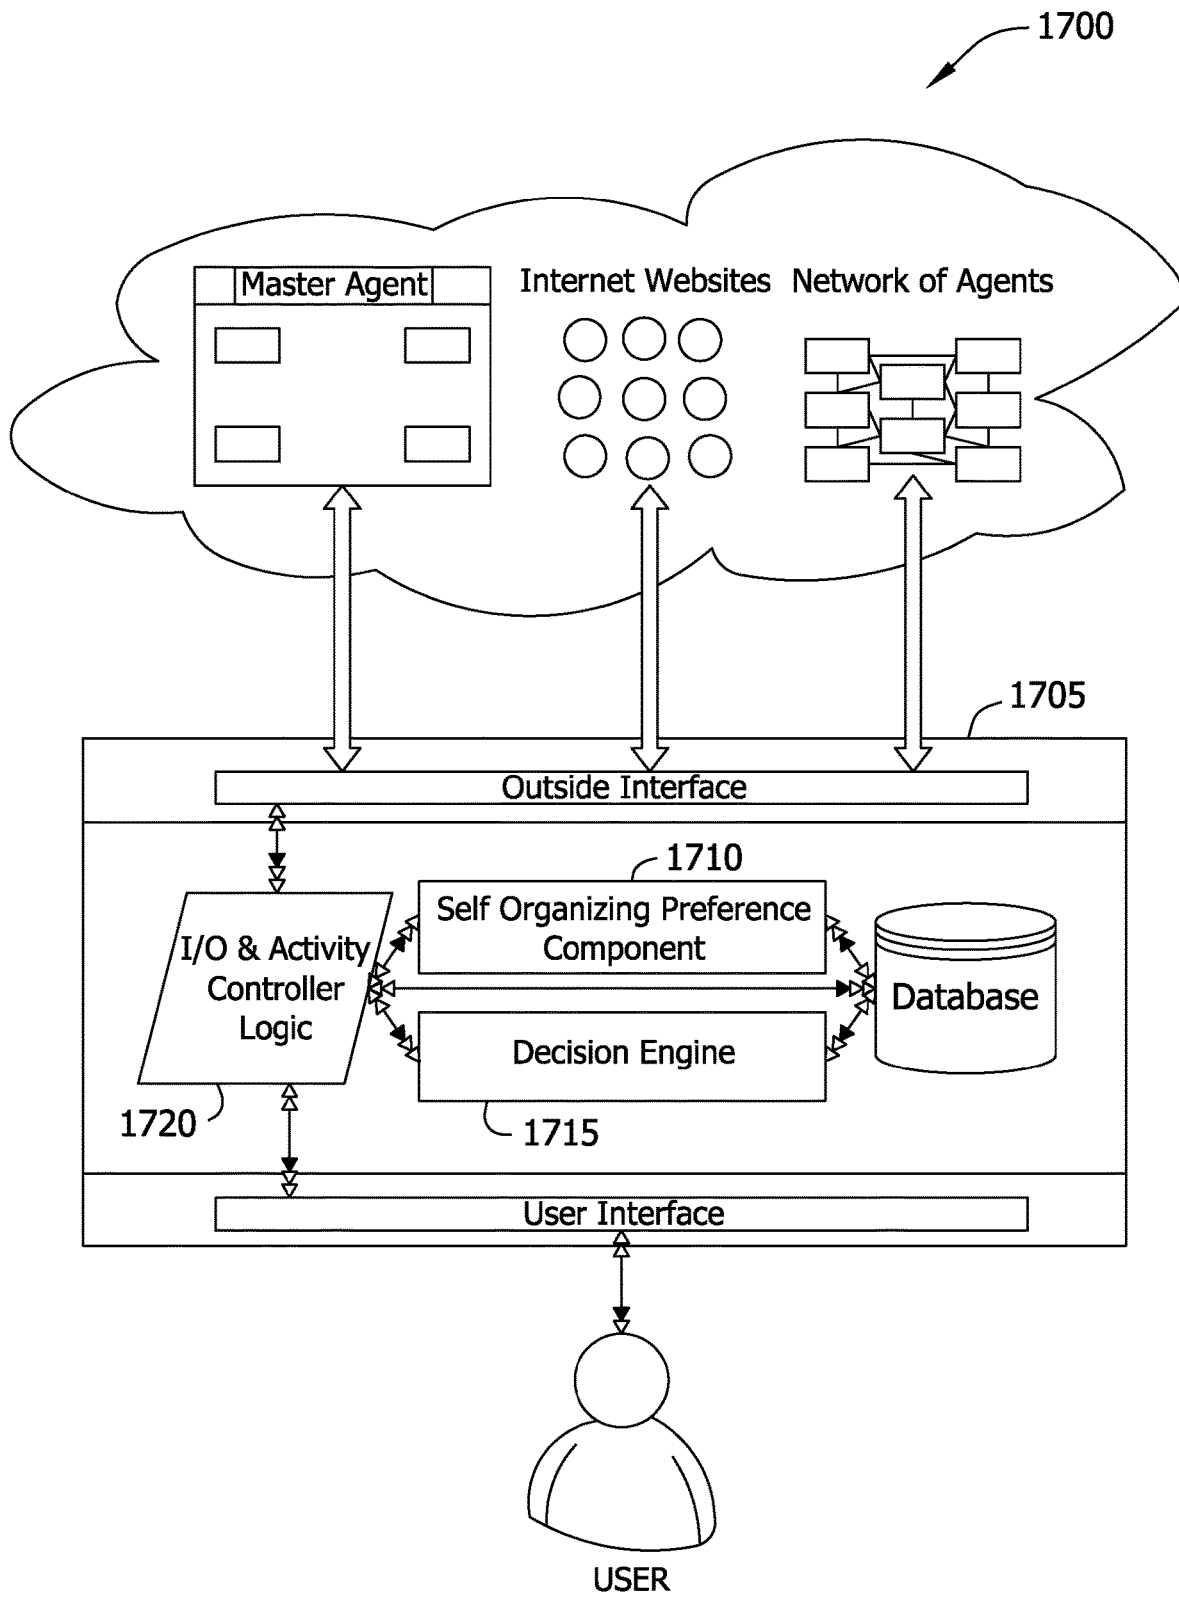 1700
Master Agent
Internet Websites
Network of Agents
1705
Outside Interface
1710
Self Organizing Preference
Component
I/O & Activity
Controller
Logic
Database
Decision Engine
1720
1715
User Interface
USER